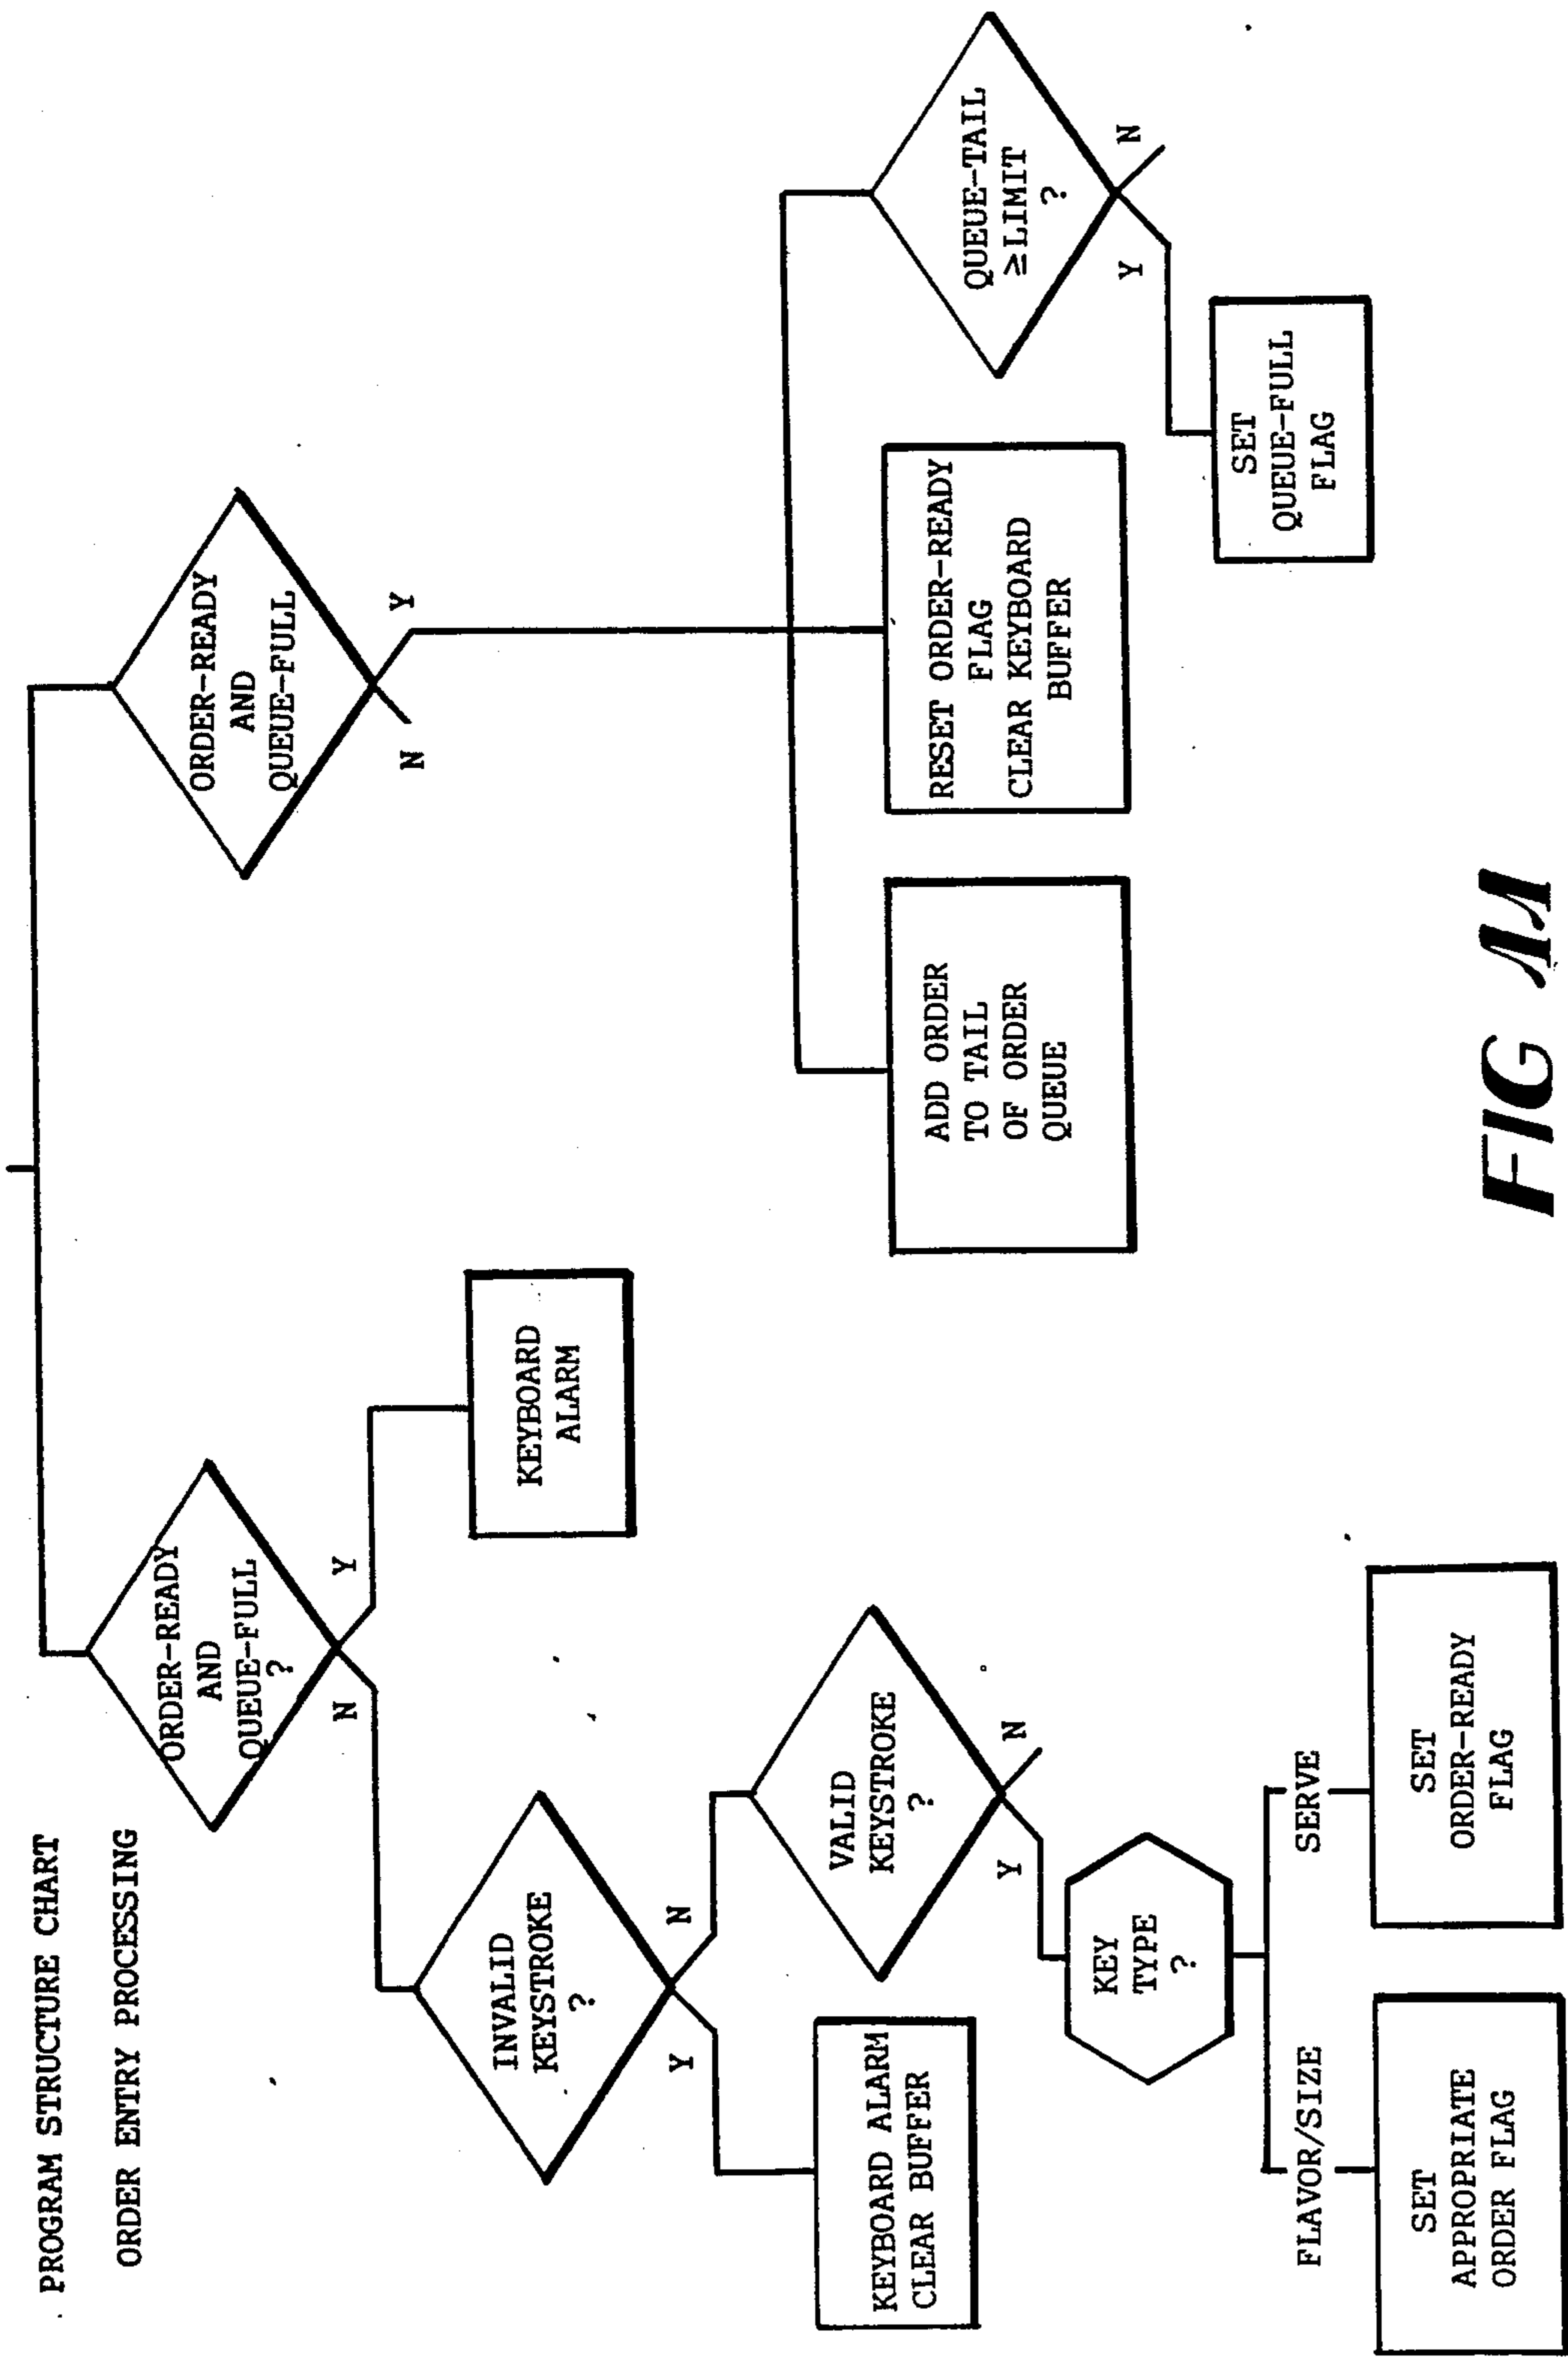 PROGRAM STRUCTURE CHART
ORDER ENTRY PROCESSING
ORDER-READY
AND
QUEUE-FULL
?
N
Y
KEYBOARD
ALARM
INVALID
KEYSTROKE
?
Y
N
KEYBOARD ALARM
CLEAR BUFFER
VALID
KEYSTROKE
?
Y
N
KEY
TYPE
?
FLAVOR/SIZE
SERVE
SET
APPROPRIATE
ORDER FLAG
SET
ORDER-READY
FLAG
ORDER-READY
AND
QUEUE-FULL
N
Y
ADD ORDER
TO TAIL
OF ORDER
QUEUE
RESET ORDER-READY
FLAG
CLEAR KEYBOARD
BUFFER
QUEUE-TAIL
≥LIMIT
?
Y
N
SET
QUEUE-FULL
FLAG
FIG